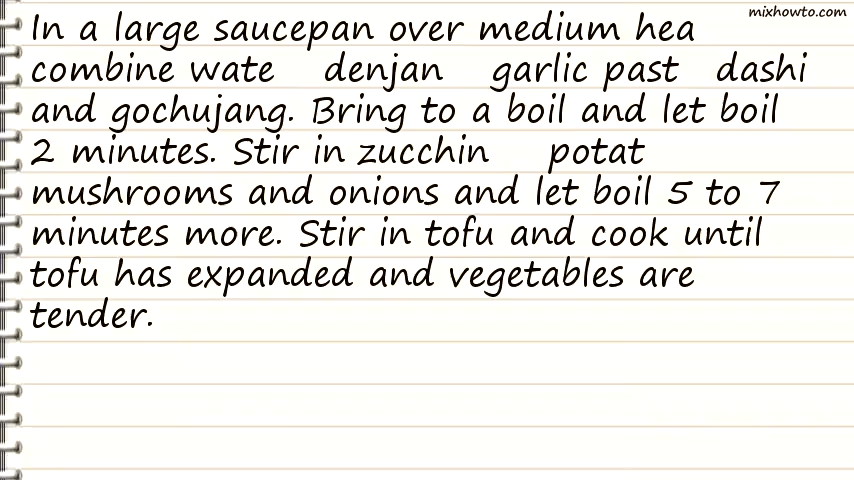 mixhowto.com
In a large saucepan over medium hea
combine wate denjan garlic past dashi
and gochujang. Bring to a boil and let boil
2 minutes. Stir in zucchin potat
mushrooms and onions and let boil 5 to 7
minutes more. Stir in tofu and cook until
tofu has expanded and vegetables are
tender.